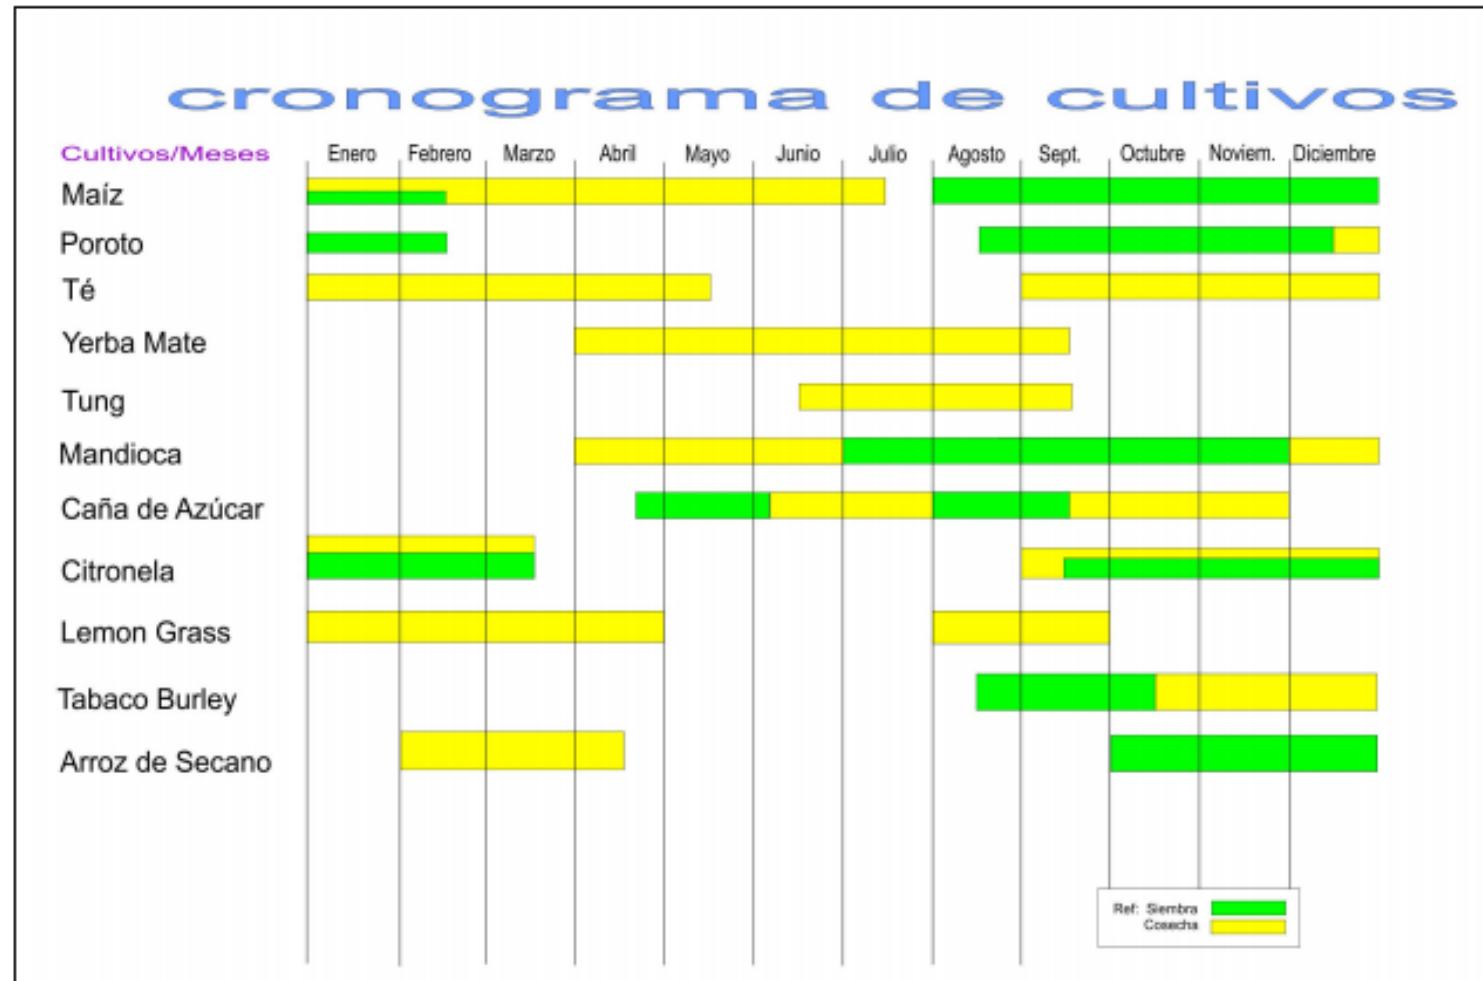 cronograma de cultivos
Cultivos/Meses Enero Febrero Marzo Abril Mayo Junio Julio Agosto Sept. Octubre Noviem. Diciembre
Maíz
Poroto
Té
Yerba Mate
Tung
Mandioca
Caña de Azúcar
Citronela
Lemon Grass
Tabaco Burley
Arroz de Secano
Ref: Siembra
Cosecha